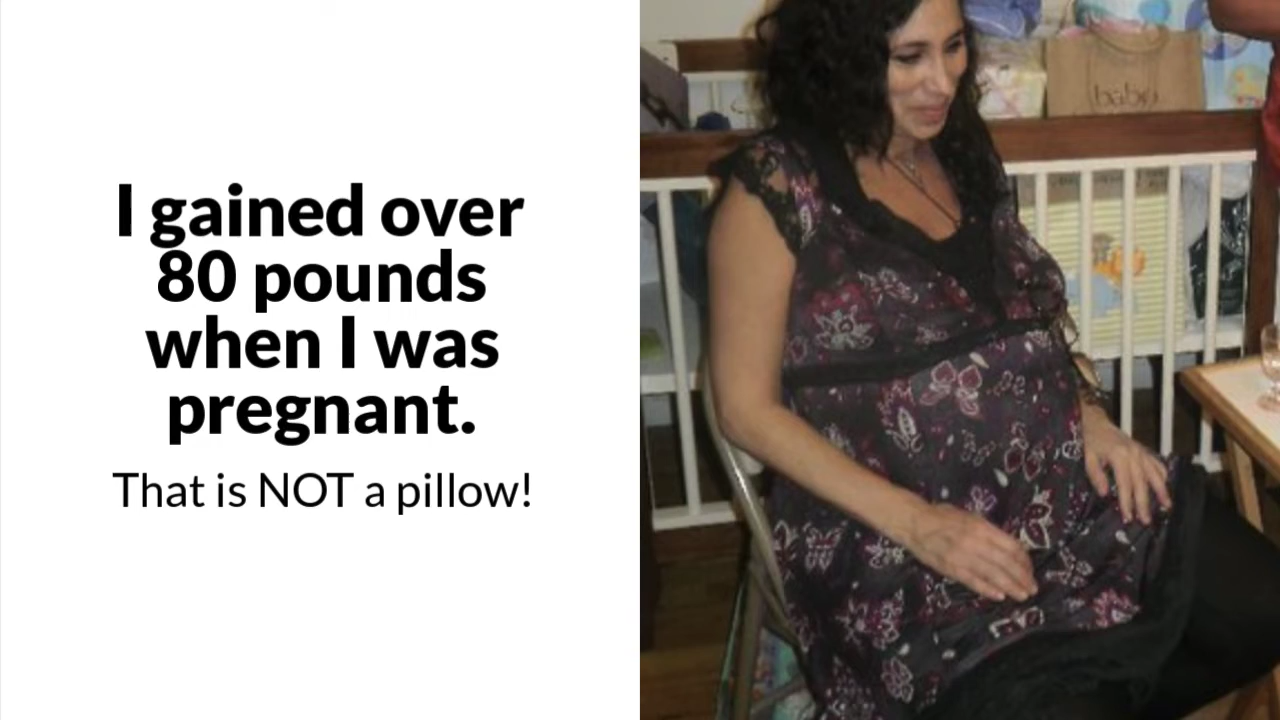 I gained over
80 pounds
when I was
pregnant.
That is NOT a pillow!
baby